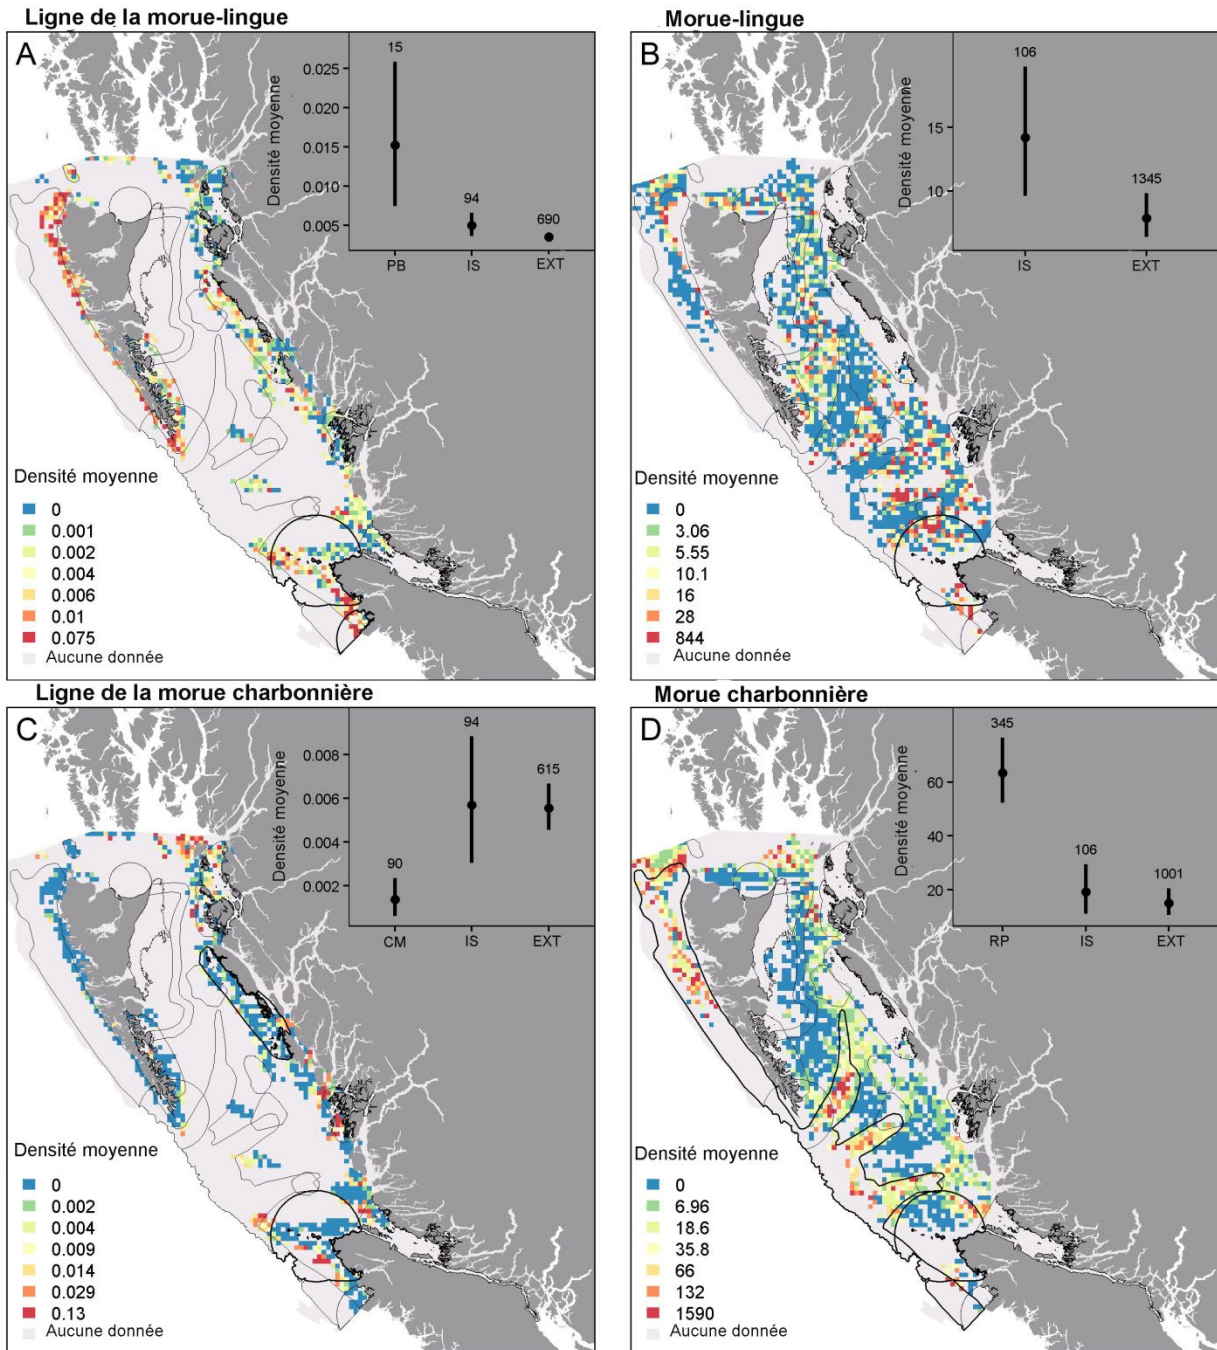 Ligne de la morue-lingue
A
15
0.025
0.020
0.015
0.010
0.005
Densité moyenne
94
690
PB IS EXT
Densité moyenne
0
0.001
0.002
0.004
0.006
0.01
0.075
Aucune donnée
Morue-lingue
B
106
15
10
Densité moyenne
1345
IS EXT
Densité moyenne
0
3.06
5.55
10.1
16
28
844
Aucune donnée
Ligne de la morue charbonnière
C
94
615
90
0.008
0.006
0.004
0.002
Densité moyenne
CM IS EXT
Densité moyenne
0
0.002
0.004
0.009
0.014
0.029
0.13
Aucune donnée
Morue charbonnière
D
345
60
40
20
Densité moyenne
106
1001
RP IS EXT
Densité moyenne
0
6.96
18.6
35.8
66
132
1590
Aucune donnée